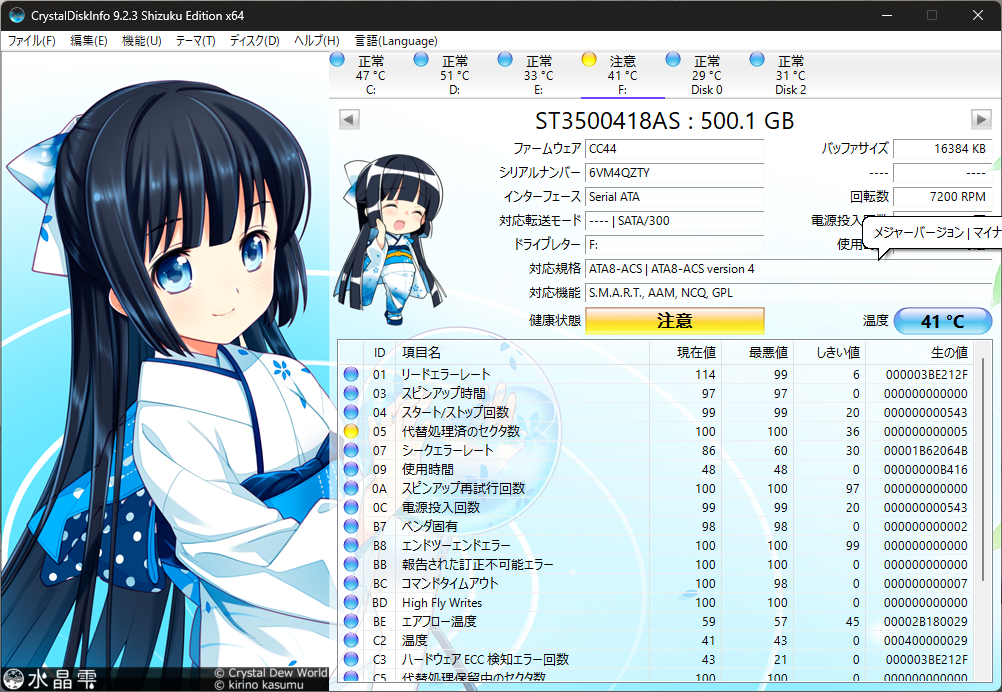 CrystalDiskInfo 9.2.3 Shizuku Edition x64
ファイル(F) 編集(E) 機能(U) テーマ(T) ディスク(D) ヘルプ(H) 言語(Language)
正常 正常 正常 注意 正常 正常
47 °C 51 °C 33 °C 41 °C 29 °C 31 °C
C: D: E: F: Disk 0 Disk 2
ST3500418AS : 500.1 GB
ファームウェア CC44 バッファサイズ 16384 KB
シリアルナンバー 6VM4QZTY ---- ----
インターフェース Serial ATA 回転数 7200 RPM
対応転送モード ---- | SATA/300 電源投入
メジャーバージョン | マイナ
ドライブレター F: 使用
対応規格 ATA8-ACS | ATA8-ACS version 4
対応機能 S.M.A.R.T., AAM, NCQ, GPL
健康状態 注意 温度 41 °C
ID 項目名 現在値 最悪値 しきい値 生の値
01 リードエラーレート 114 99 6 000003BE212F
03 スピンアップ時間 97 97 0 000000000000
04 スタート/ストップ回数 99 99 20 000000000543
05 代替処理済のセクタ数 100 100 36 000000000005
07 シークエラーレート 86 60 30 00001B62064B
09 使用時間 48 48 0 00000000B416
0A スピンアップ再試行回数 100 100 97 000000000000
0C 電源投入回数 99 99 20 000000000543
B7 ベンダ固有 98 98 0 000000000002
B8 エンドツーエンドエラー 100 100 99 000000000000
BB 報告された訂正不可能エラー 100 100 0 000000000000
BC コマンドタイムアウト 100 98 0 000000000007
BD High Fly Writes 100 100 0 000000000000
BE エアフロー温度 59 57 45 00002B180029
C2 温度 41 43 0 000400000029
C3 ハードウェア ECC 検知エラー回数 43 21 0 000003BE212F
C5 代替処理保留中のセクタ数 100 100 0 000000000000
水晶雫
© Crystal Dew World
© kirino kasumu